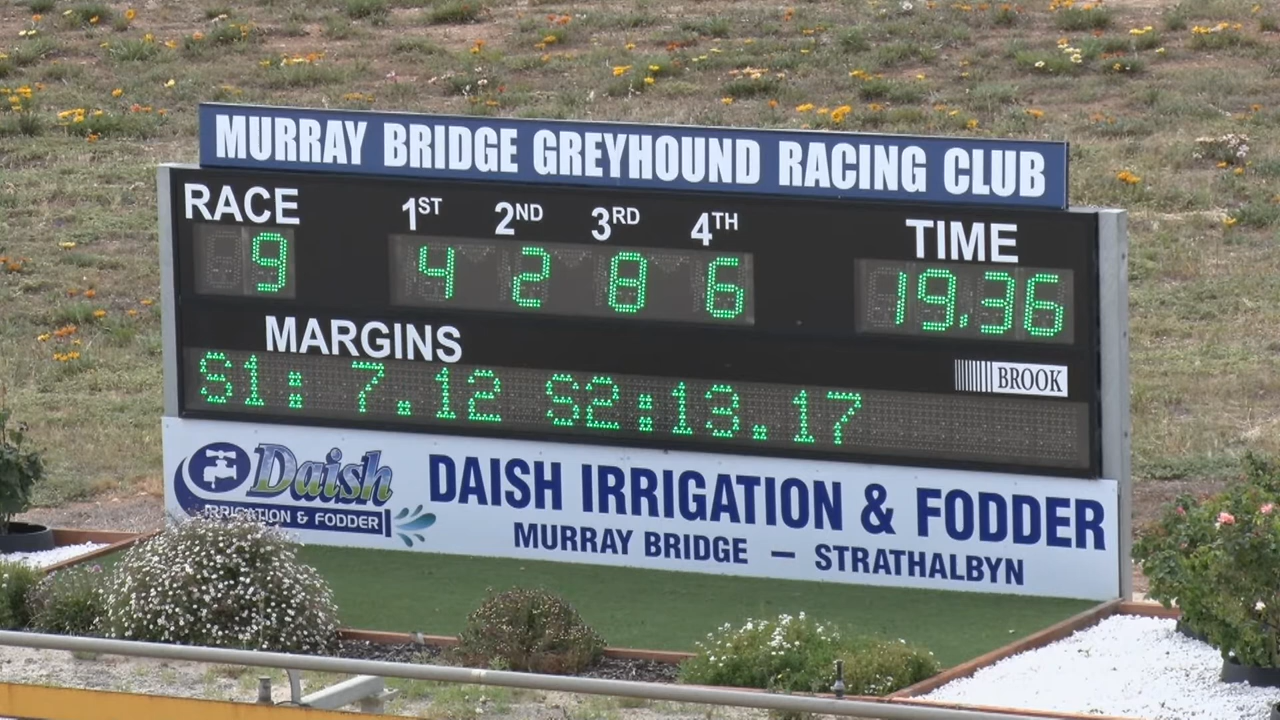 MURRAY BRIDGE GREYHOUND RACING CLUB
RACE 1ST 2ND 3RD 4TH TIME
9 4 2 8 6 19.36
MARGINS
BROOK
S1: 7.12 S2:13.17
Daish
IRRIGATION & FODDER
DAISH IRRIGATION & FODDER
MURRAY BRIDGE – STRATHALBYN